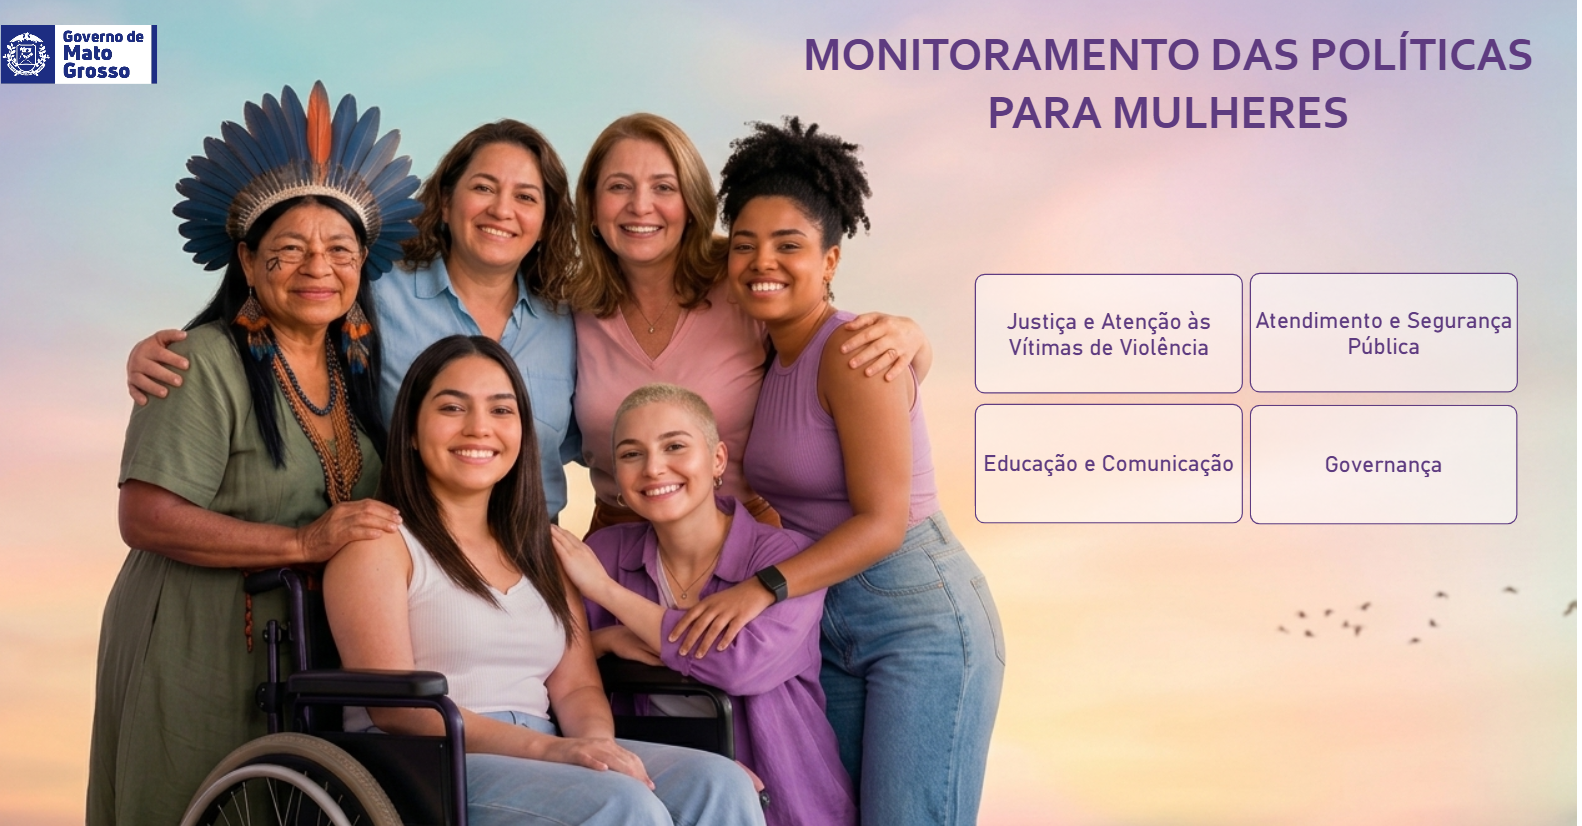 Governo de
Mato
Grosso
MONITORAMENTO DAS POLÍTICAS
PARA MULHERES
Justiça e Atenção às
Vítimas de Violência
Atendimento e Segurança
Pública
Educação e Comunicação
Governança